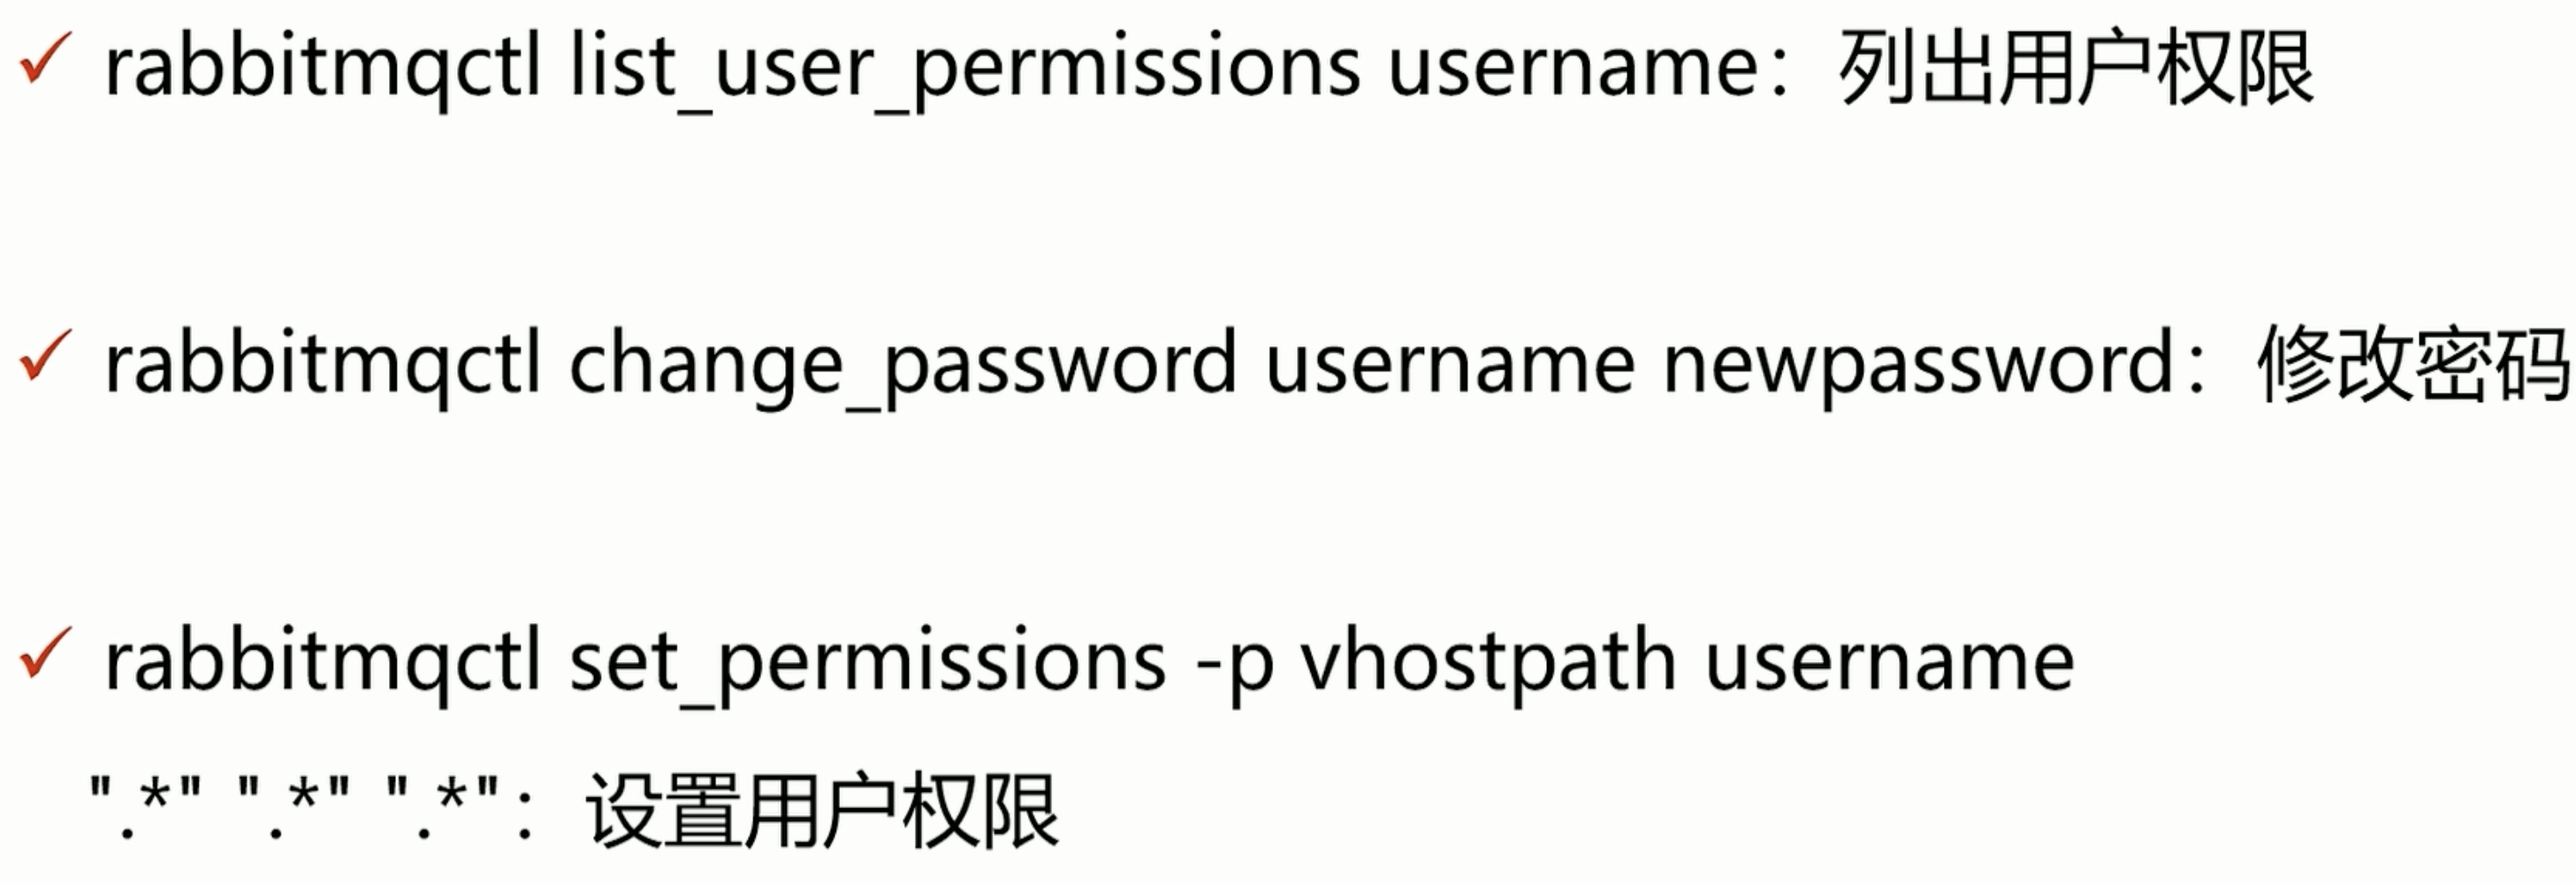 ✓ rabbitmqctl list_user_permissions username：列出用户权限
✓ rabbitmqctl change_password username newpassword：修改密码
✓ rabbitmqctl set_permissions -p vhostpath username
".*" ".*" ".*"：设置用户权限